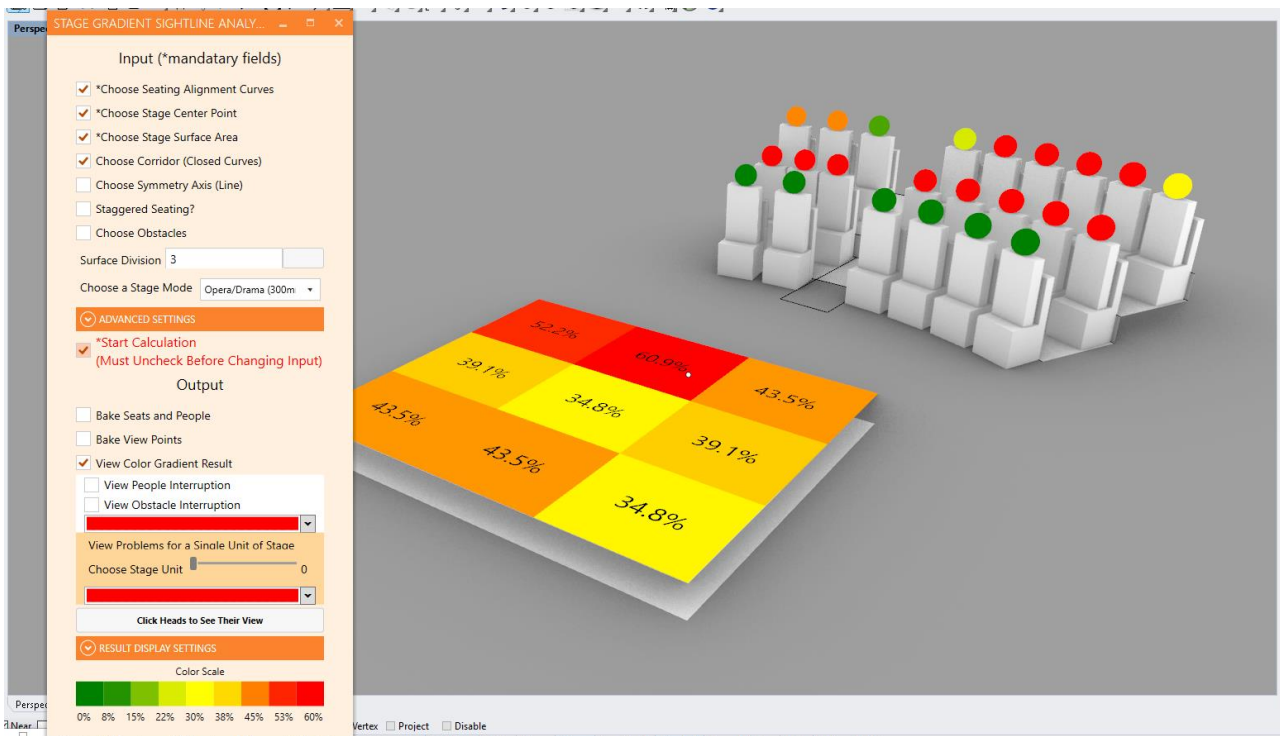 Perspe
STAGE GRADIENT SIGHTLINE ANALY...
Input (*mandatary fields)
*Choose Seating Alignment Curves
*Choose Stage Center Point
*Choose Stage Surface Area
Choose Corridor (Closed Curves)
Choose Symmetry Axis (Line)
Staggered Seating?
Choose Obstacles
Surface Division 3
Choose a Stage Mode Opera/Drama (300m
ADVANCED SETTINGS
*Start Calculation
(Must Uncheck Before Changing Input)
Output
Bake Seats and People
Bake View Points
View Color Gradient Result
View People Interruption
View Obstacle Interruption
View Problems for a Single Unit of Stage
Choose Stage Unit 0
Click Heads to See Their View
RESULT DISPLAY SETTINGS
Color Scale
0% 8% 15% 22% 30% 38% 45% 53% 60%
52.2% 60.9% 43.5%
39.1% 34.8% 39.1%
43.5% 43.5% 34.8%
Perspe
Near Vertex Project Disable